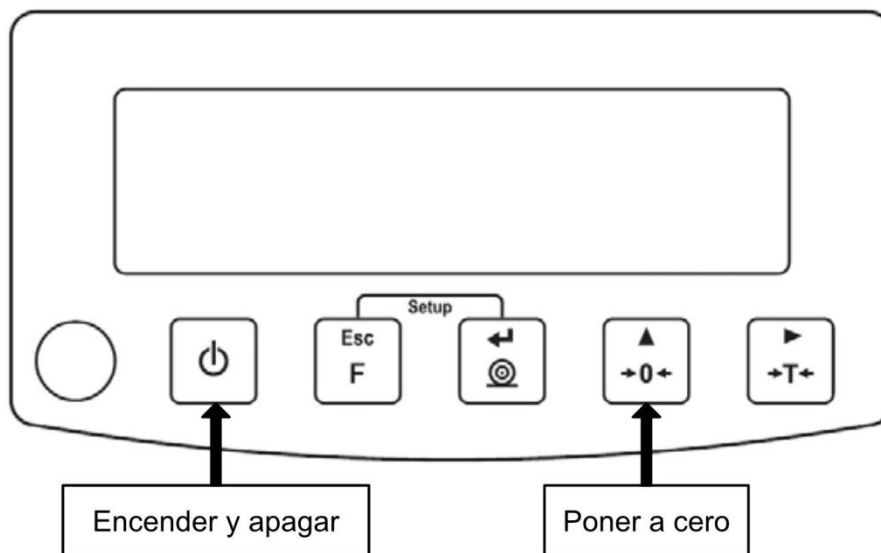 Setup
Esc
F
→0←
→T←
Encender y apagar
Poner a cero